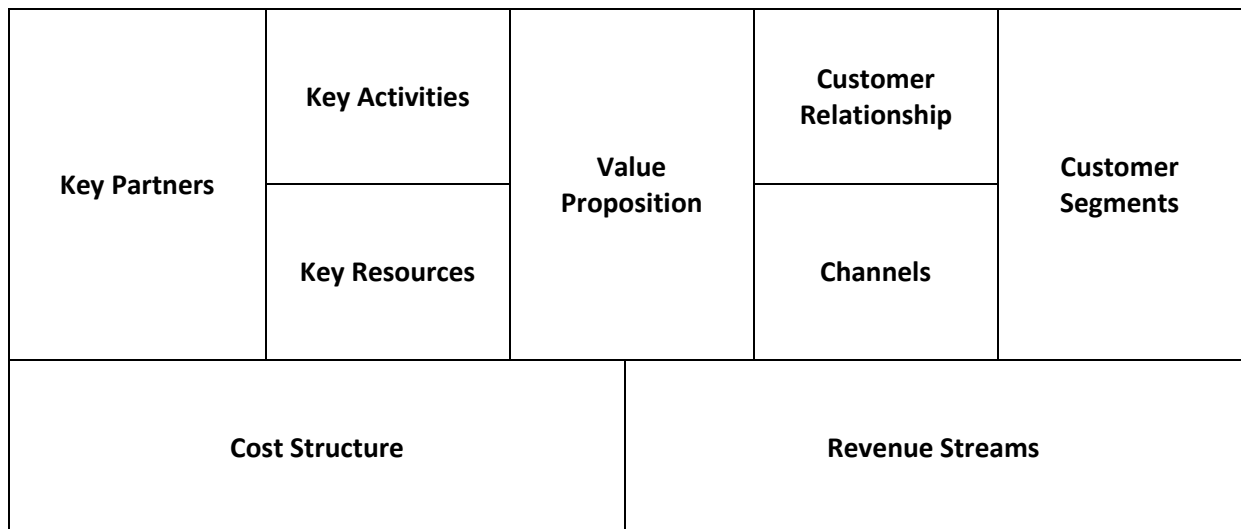 Key Partners
Key Activities
Key Resources
Value
Proposition
Customer
Relationship
Channels
Customer
Segments
Cost Structure
Revenue Streams